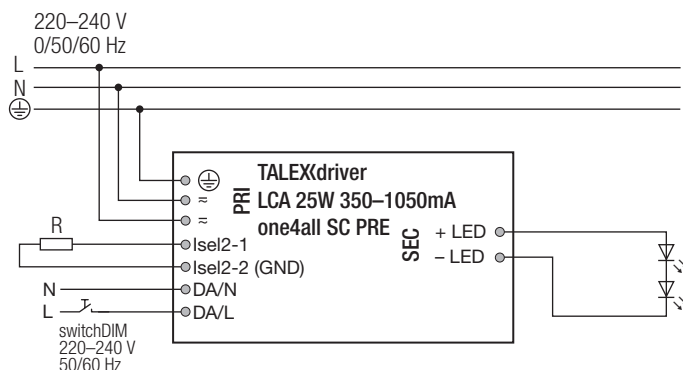 220–240 V
0/50/60 Hz
L
N
TALEXXdriver
LCA 25W 350–1050mA
one4all SC PRE
PRI
SEC
≂
≂
+ LED
– LED
R
Isel2-1
Isel2-2 (GND)
N
DA/N
L
DA/L
switchDIM
220–240 V
50/60 Hz